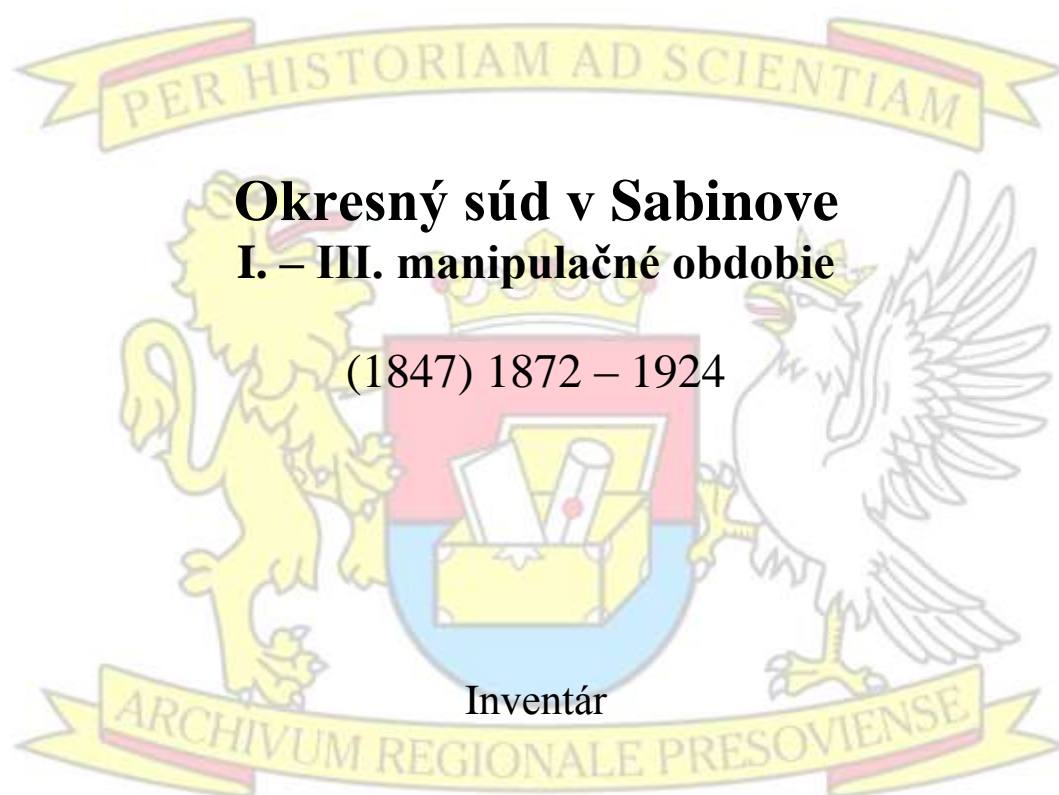 PER HISTORIAM AD SCIENTIAM
Okresný súd v Sabinove
I. – III. manipulačné obdobie
(1847) 1872 – 1924
Inventár
ARCHIVUM REGIONALE PRESOVIENSE